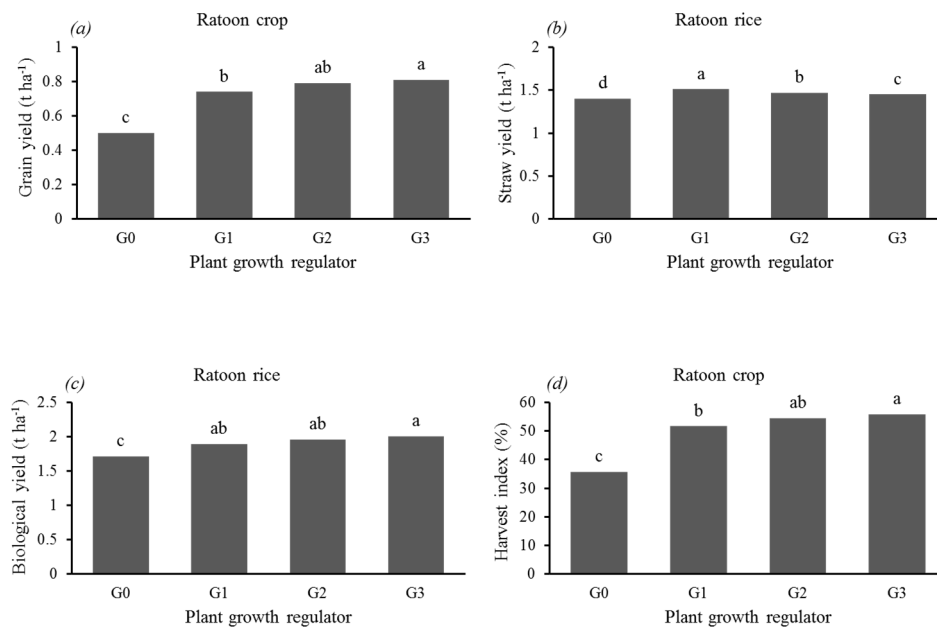 (a)
Ratoon crop
Grain yield (t ha⁻¹)
1
0.8
0.6
0.4
0.2
0
c
b
ab
a
G0 G1 G2 G3
Plant growth regulator
(b)
Ratoon rice
Straw yield (t ha⁻¹)
2
1.5
1
0.5
0
d
a
b
c
G0 G1 G2 G3
Plant growth regulator
(c)
Ratoon rice
Biological yield (t ha⁻¹)
2.5
2
1.5
1
0.5
0
c
ab
ab
a
G0 G1 G2 G3
Plant growth regulator
(d)
Ratoon crop
Harvest index (%)
60
50
40
30
20
10
0
c
b
ab
a
G0 G1 G2 G3
Plant growth regulator